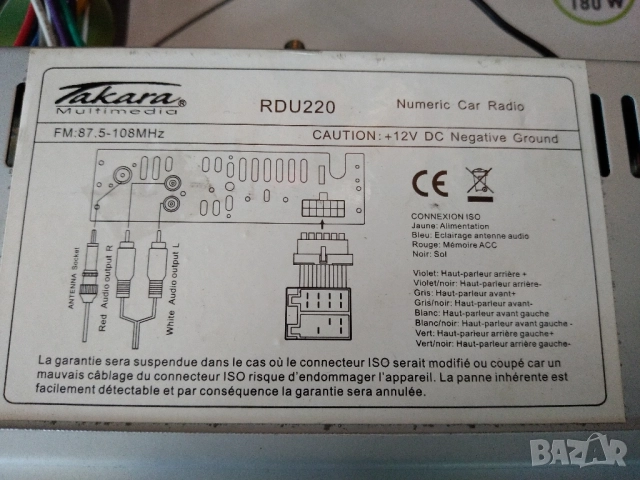 180 W
Takara®
Multimedia
RDU220
Numeric Car Radio
FM:87.5-108MHz
CAUTION:+12V DC Negative Ground
ANTENNA Socket
Red Audio output R
White Audio output L
CE
CONNEXION ISO
Jaune: Alimentation
Bleu: Eclairage antenne audio
Rouge: Mémoire ACC
Noir: Sol
Violet: Haut-parleur arrière +
Violet/noir: Haut-parleur arrière-
Gris: Haut-parleur avant+
Gris/noir: Haut-parleur avant-
Blanc: Haut-parleur avant gauche
Blanc/noir: Haut-parleur avant gauche -
Vert: Haut-parleur arrière gauche+
Vert/noir: Haut-parleur arrière gauche-
La garantie sera suspendue dans le cas où le connecteur ISO serait modifié ou coupé car un
mauvais câblage du connecteur ISO risque d'endommager l'appareil. La panne inhérente est
facilement détectable et par conséquence la garantie sera annulée.
BAZAR